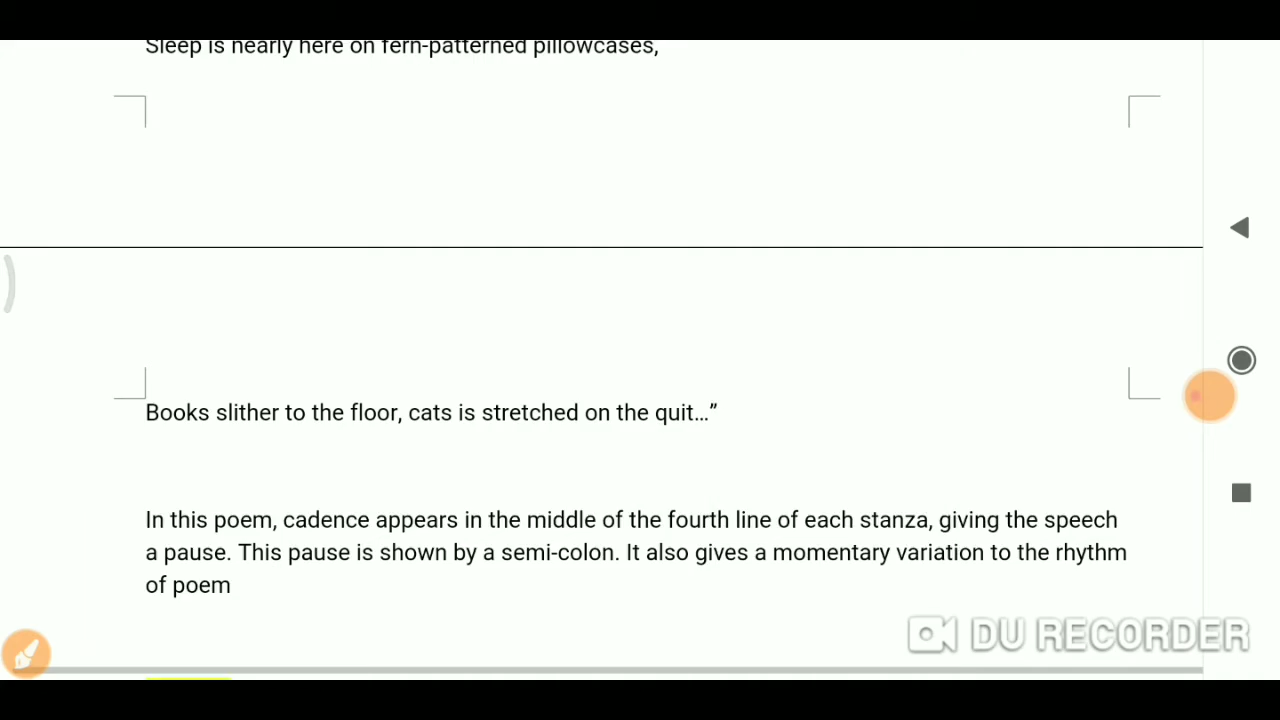 Sleep is nearly here on fern-patterned pillowcases,
Books slither to the floor, cats is stretched on the quit...”
In this poem, cadence appears in the middle of the fourth line of each stanza, giving the speech
a pause. This pause is shown by a semi-colon. It also gives a momentary variation to the rhythm
of poem
DU RECORDER